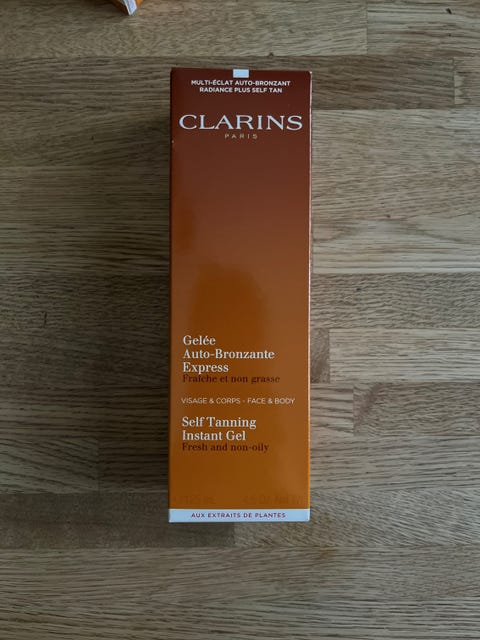 MULTI-ÉCLAT AUTO-BRONZANT
RADIANCE PLUS SELF TAN
CLARINS
PARIS
Gelée
Auto-Bronzante
Express
Fraîche et non grasse
VISAGE & CORPS - FACE & BODY
Self Tanning
Instant Gel
Fresh and non-oily
AUX EXTRAITS DE PLANTES